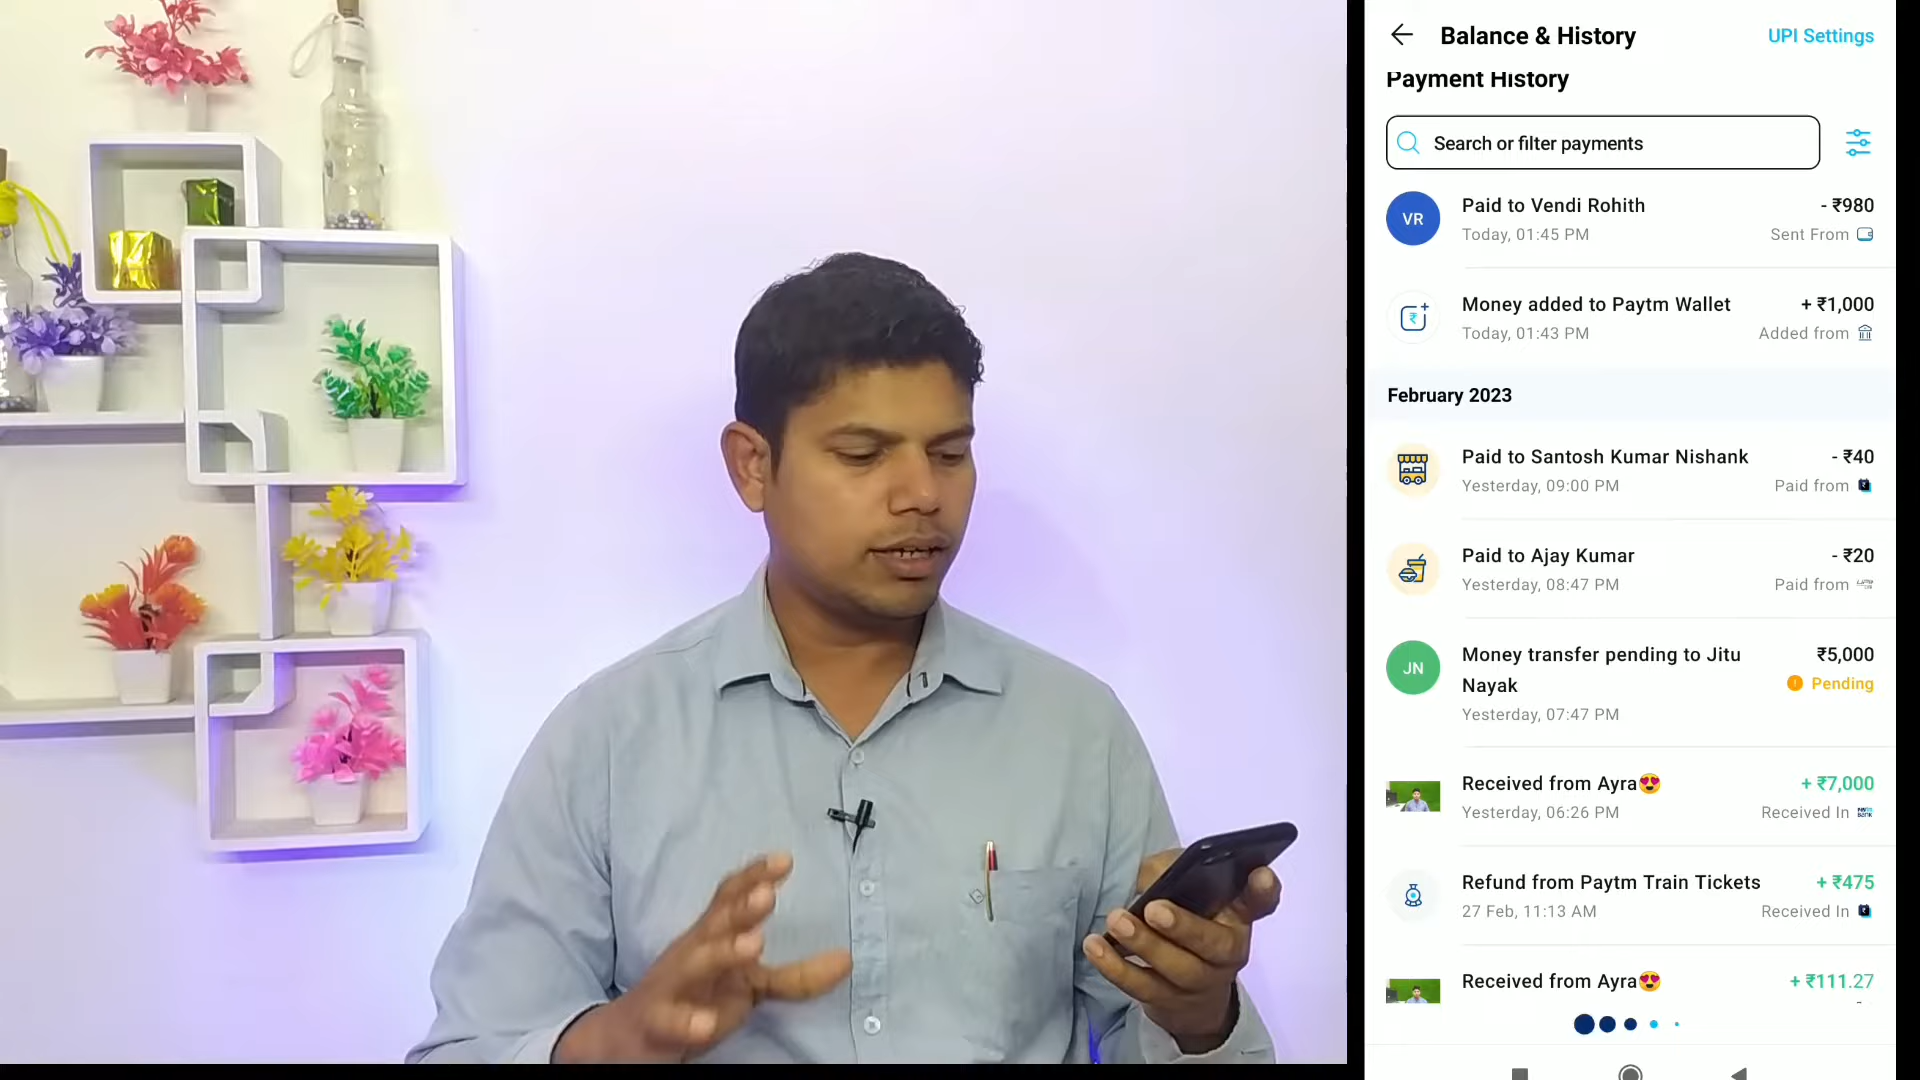 Balance & History
UPI Settings
Payment History
Search or filter payments
VR
Paid to Vendi Rohith
- ₹980
Today, 01:45 PM
Sent From
Money added to Paytm Wallet
+ ₹1,000
Today, 01:43 PM
Added from
February 2023
Paid to Santosh Kumar Nishank
- ₹40
Yesterday, 09:00 PM
Paid from
Paid to Ajay Kumar
- ₹20
Yesterday, 08:47 PM
Paid from
JN
Money transfer pending to Jitu
Nayak
₹5,000
Pending
Yesterday, 07:47 PM
Received from Ayra😍
+ ₹7,000
Yesterday, 06:26 PM
Received In
Refund from Paytm Train Tickets
+ ₹475
27 Feb, 11:13 AM
Received In
Received from Ayra😍
+ ₹111.27